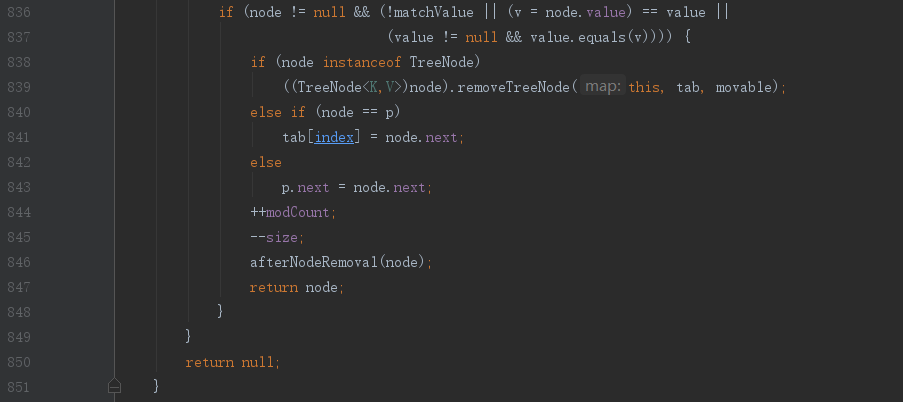 836 if (node != null && (!matchValue || (v = node.value) == value ||
837 (value != null && value.equals(v)))) {
838 if (node instanceof TreeNode)
839 ((TreeNode<K,V>)node).removeTreeNode( map: this, tab, movable);
840 else if (node == p)
841 tab[index] = node.next;
842 else
843 p.next = node.next;
844 ++modCount;
845 --size;
846 afterNodeRemoval(node);
847 return node;
848 }
849 }
850 return null;
851 }